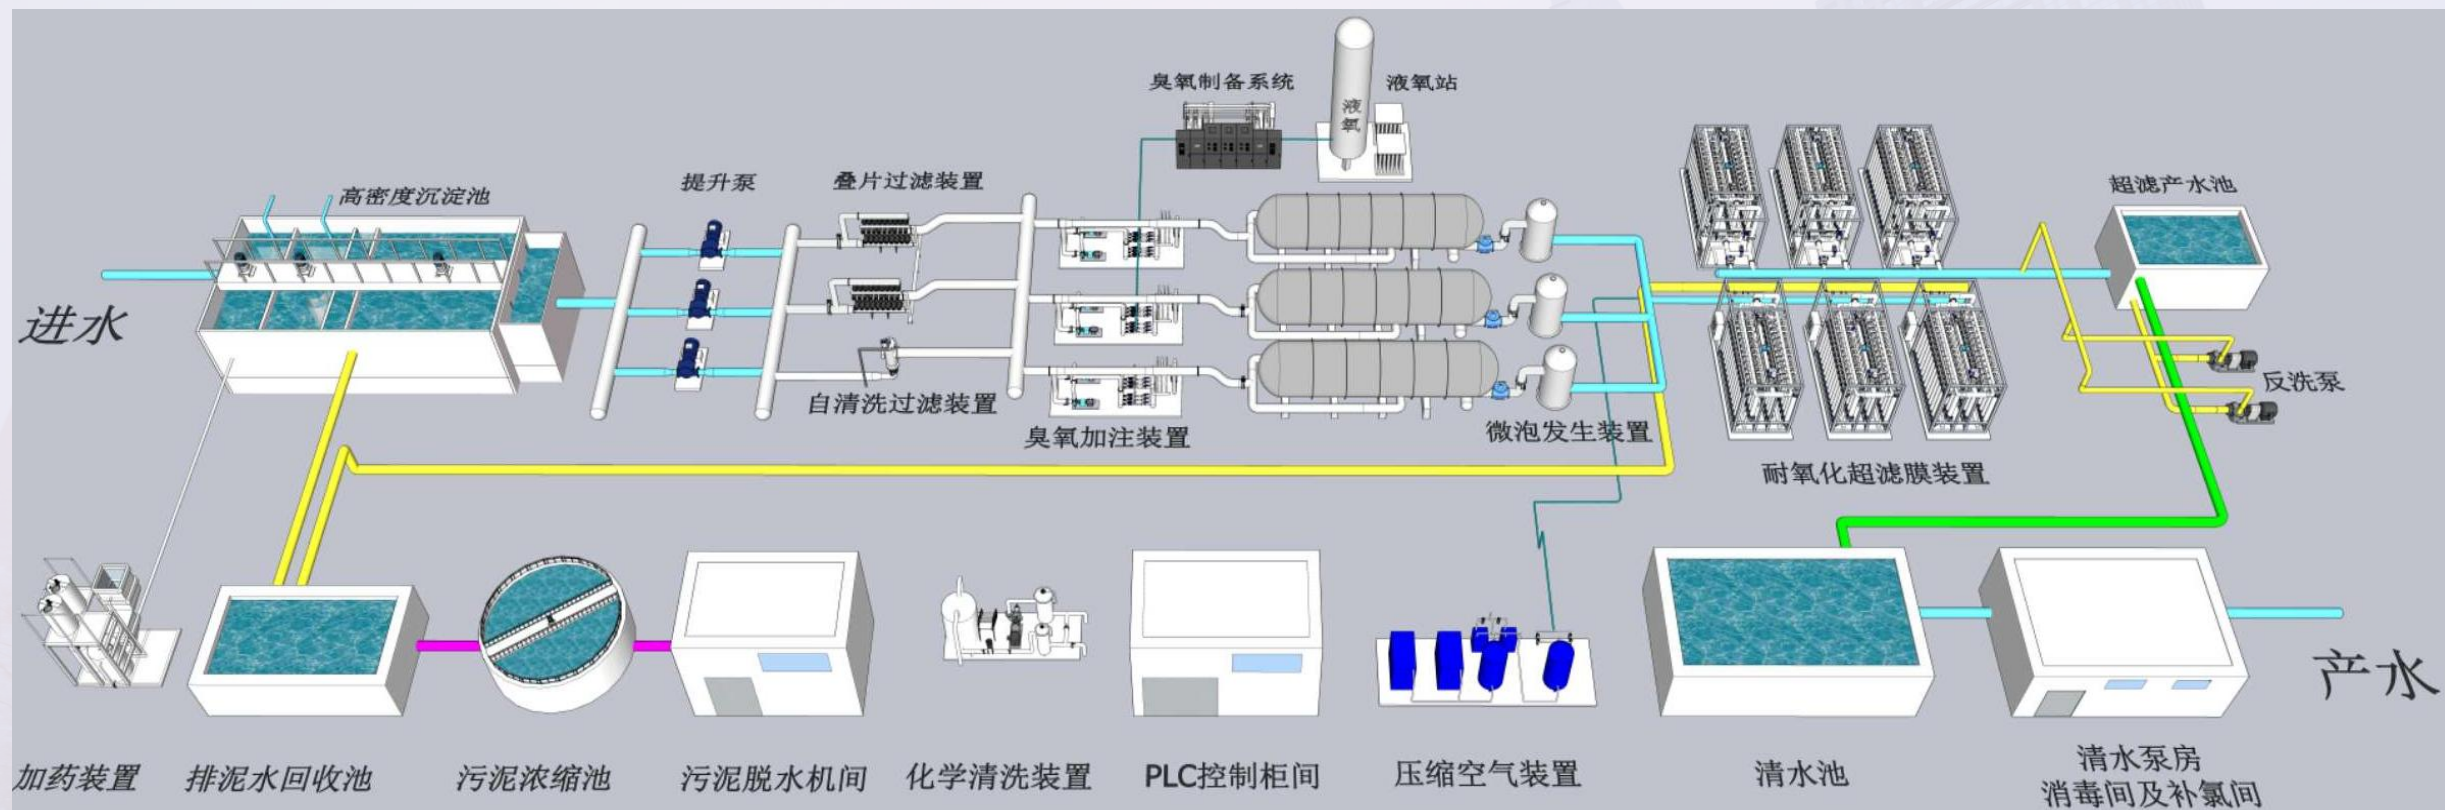 臭氧制备系统
液氧站
液氧
高密度沉淀池
提升泵
叠片过滤装置
超滤产水池
进水
自清洗过滤装置
臭氧加注装置
微泡发生装置
反洗泵
耐氧化超滤膜装置
产水
加药装置
排泥水回收池
污泥浓缩池
污泥脱水机间
化学清洗装置
PLC控制柜间
压缩空气装置
清水池
清水泵房
消毒间及补氯间